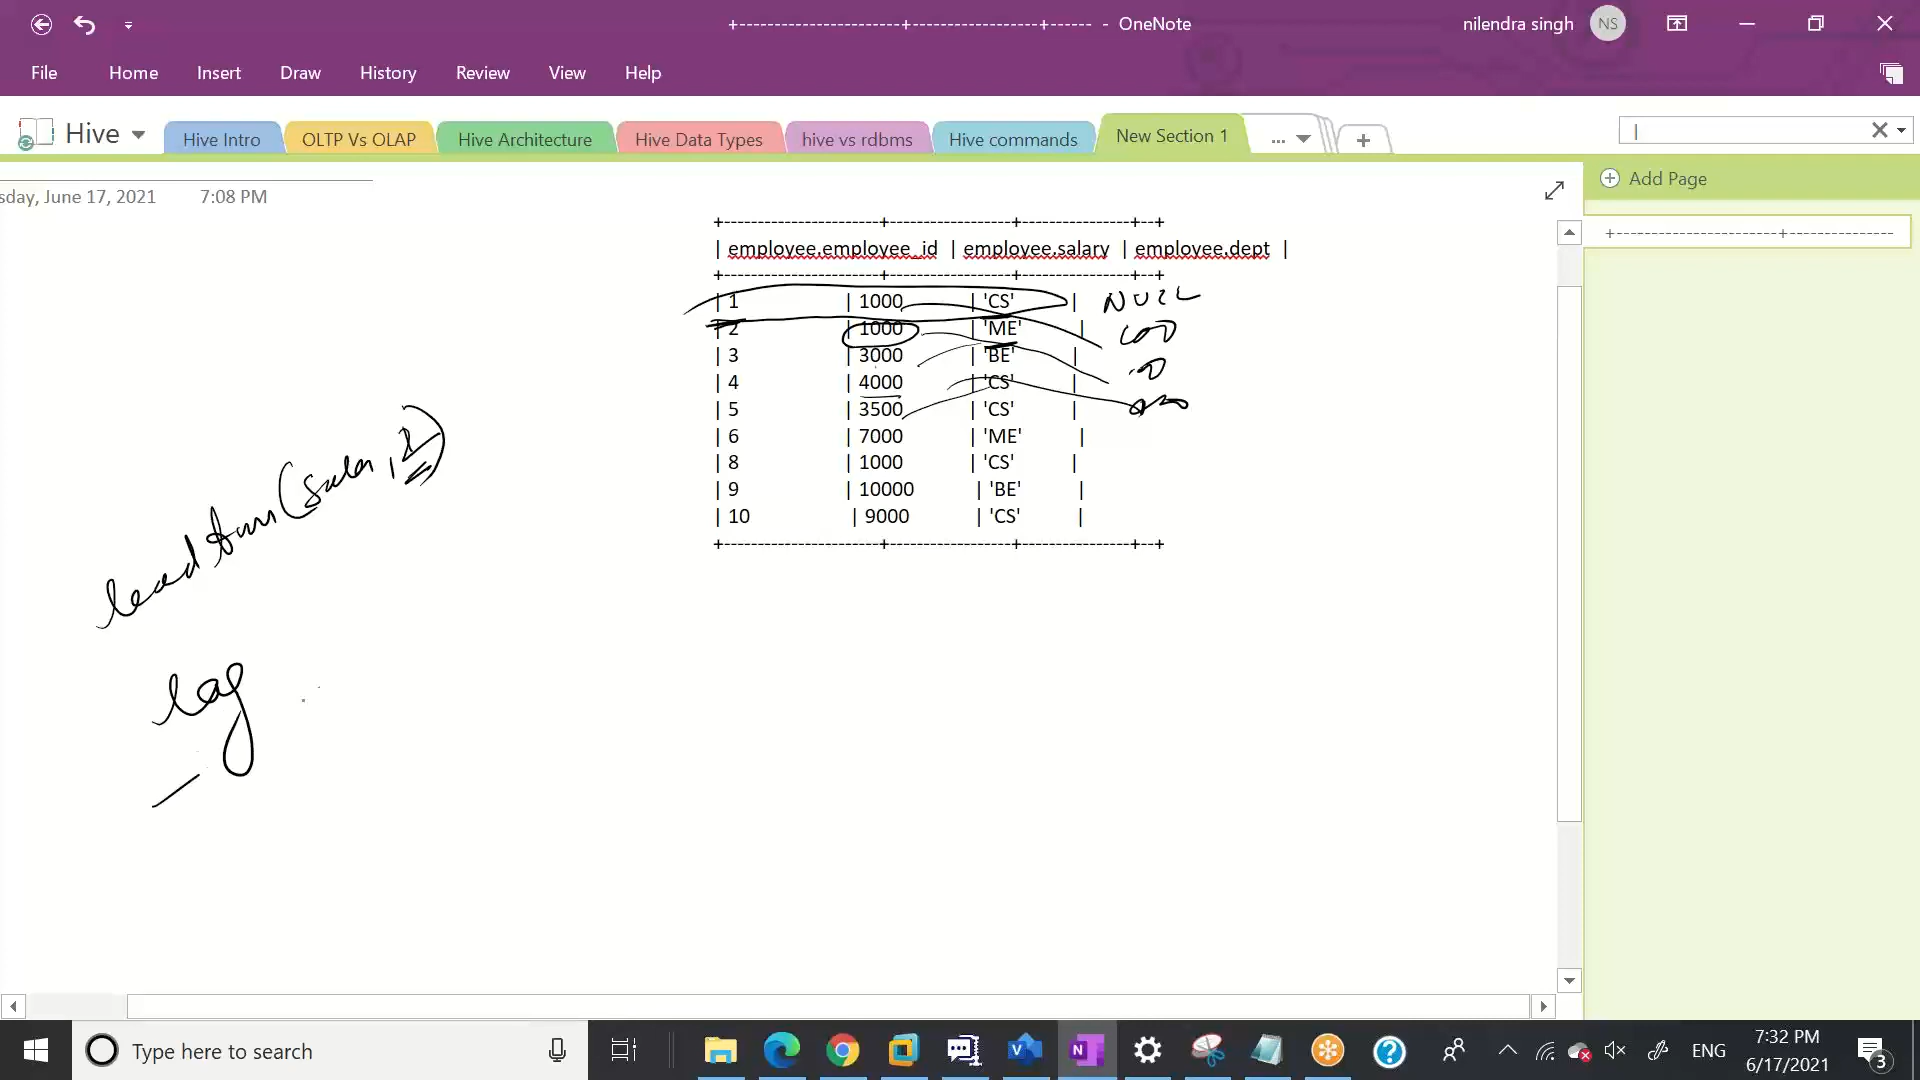 +-----------------------+-------------------+------ - OneNote
nilendra singh NS
File Home Insert Draw History Review View Help
Hive
Hive Intro OLTP Vs OLAP Hive Architecture Hive Data Types hive vs rdbms Hive commands New Section 1 ... +
|
sday, June 17, 2021 7:08 PM
Add Page
+-----------------------+---------------
+-----------------------+------------------+----------------+--+
| employee.employee_id | employee.salary | employee.dept |
+-----------------------+------------------+----------------+--+
| 1 | 1000 | 'CS' | NULL
| 2 | 1000 | 'ME' |
| 3 | 3000 | 'BE' |
| 4 | 4000 | 'CS' |
| 5 | 3500 | 'CS' |
| 6 | 7000 | 'ME' |
| 8 | 1000 | 'CS' |
| 9 | 10000 | 'BE' |
| 10 | 9000 | 'CS' |
+-----------------------+------------------+----------------+--+
lead
lag
Type here to search
ENG
7:32 PM
6/17/2021
3